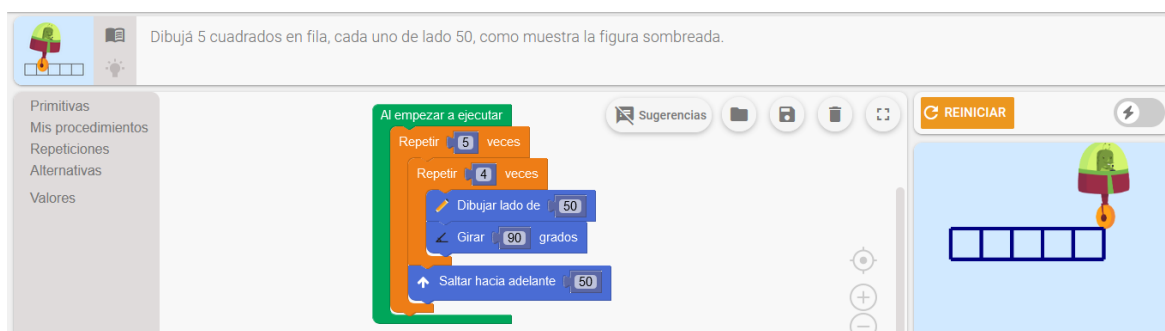 Dibujá 5 cuadrados en fila, cada uno de lado 50, como muestra la figura sombreada.
Primitivas
Mis procedimientos
Repeticiones
Alternativas
Valores
Al empezar a ejecutar
Repetir 5 veces
Repetir 4 veces
Dibujar lado de 50
Girar 90 grados
Saltar hacia adelante 50
Sugerencias
REINICIAR